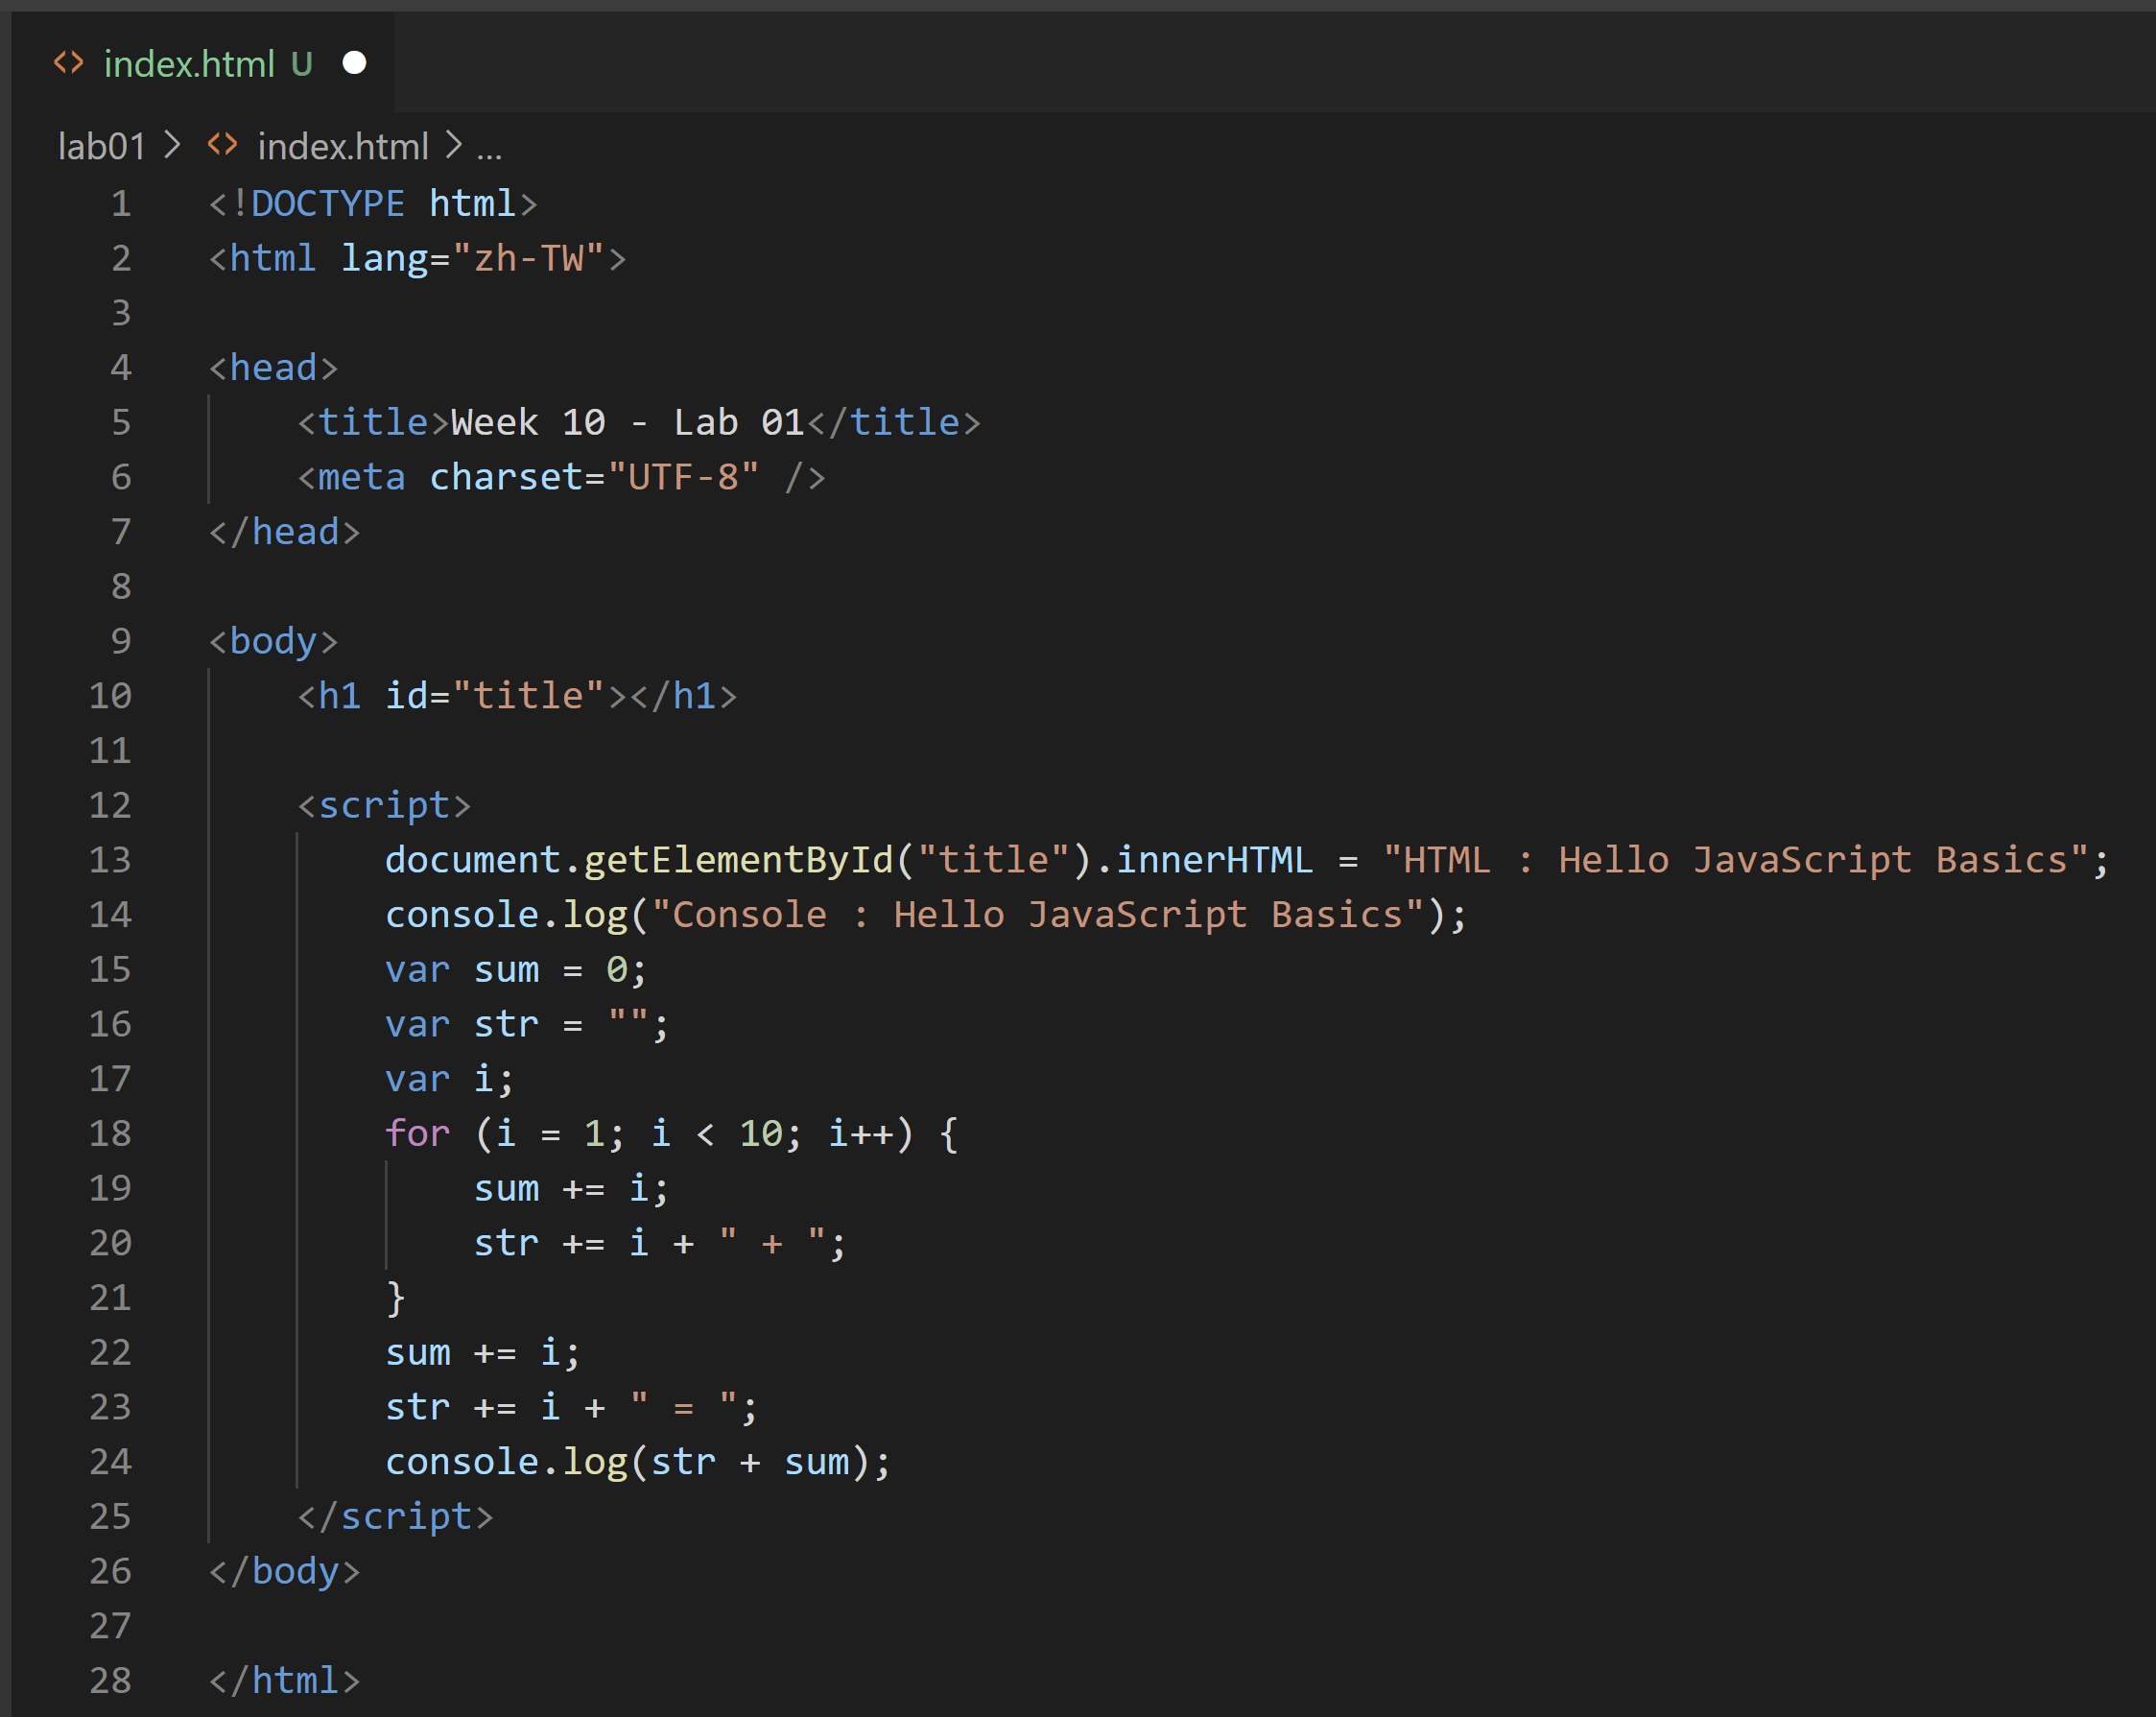 index.html U
lab01 > index.html > ...
1 <!DOCTYPE html>
2 <html lang="zh-TW">
3
4 <head>
5     <title>Week 10 - Lab 01</title>
6     <meta charset="UTF-8" />
7 </head>
8
9 <body>
10     <h1 id="title"></h1>
11
12     <script>
13         document.getElementById("title").innerHTML = "HTML : Hello JavaScript Basics";
14         console.log("Console : Hello JavaScript Basics");
15         var sum = 0;
16         var str = "";
17         var i;
18         for (i = 1; i < 10; i++) {
19             sum += i;
20             str += i + " + ";
21         }
22         sum += i;
23         str += i + " = ";
24         console.log(str + sum);
25     </script>
26 </body>
27
28 </html>